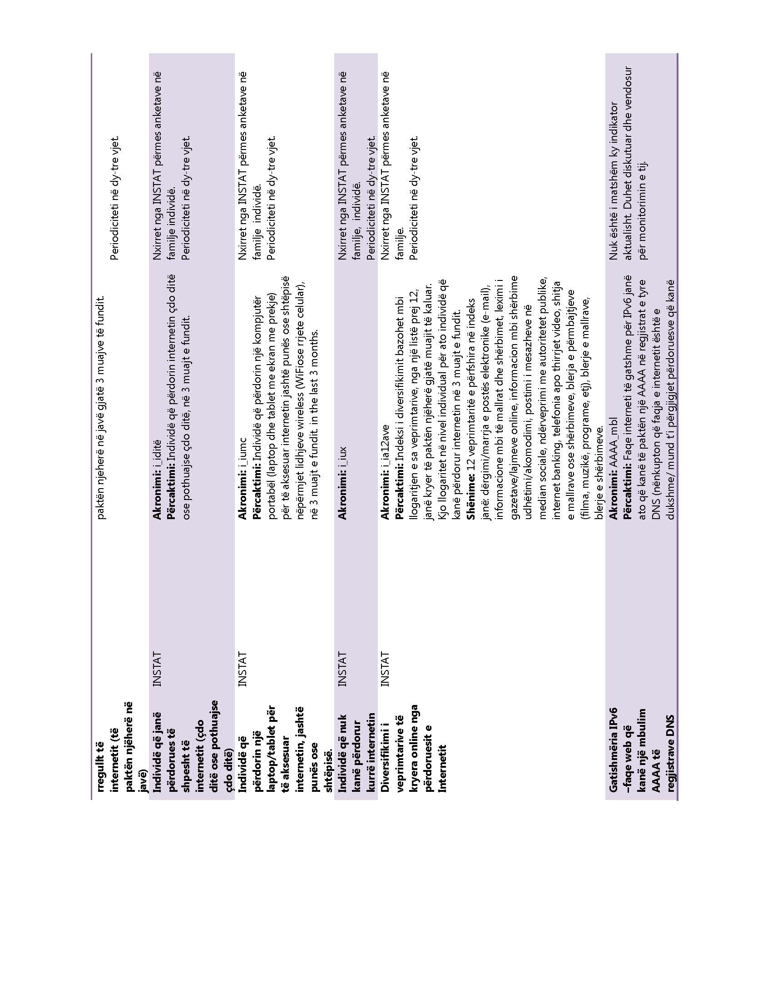 rregullt të
internetit (të
paktën njëherë në
javë)
paktën njëherë në javë gjatë 3 muajve të fundit.
Periodiciteti në dy-tre vjet.
Individë që janë
përdorues të
shpesht të
internetit (çdo
ditë ose pothuajse
çdo ditë)
INSTAT
Akronimi: i_iditë
Përcaktimi: Individë që përdorin internetin çdo ditë
ose pothuajse çdo ditë, në 3 muajt e fundit.
Nxirret nga INSTAT përmes anketave në
familje individë.
Periodiciteti në dy-tre vjet.
Individë që
përdorin një
laptop/tablet për
të aksesuar
internetin, jashtë
punës ose
shtëpisë.
INSTAT
Akronimi: i_iumc
Përcaktimi: Individë që përdorin një kompjutër
portabël (laptop dhe tablet me ekran me prekje)
për të aksesuar internetin jashtë punës ose shtëpisë
nëpërmjet lidhjeve wireless (WiFiose rrjete celular),
në 3 muajt e fundit. in the last 3 months.
Nxirret nga INSTAT përmes anketave në
familje  individë.
Periodiciteti në dy-tre vjet.
Individë që nuk
kanë përdorur
kurrë internetin
INSTAT
Akronimi: i_iux
Nxirret nga INSTAT përmes anketave në
familje,  individë.
Periodiciteti në dy-tre vjet.
Diversifikimi i
veprimtarive të
kryera online nga
përdoruesit e
Internetit
INSTAT
Akronimi: i_ia12ave
Përcaktimi: Indeksi i diversifikimit bazohet mbi
llogaritjen e sa veprimtarive, nga një listë prej 12,
janë kryer të paktën njëherë gjatë muajit të kaluar.
Kjo llogaritet në nivel individual për ato individë që
kanë përdorur internetin në 3 muajt e fundit.
Shënime: 12 veprimtaritë e përfshira në indeks
janë: dërgimi/marrja e postës elektronike (e-mail),
informacione mbi të mallrat dhe shërbimet, leximi i
gazetave/lajmeve online, informacion mbi shërbime
udhëtimi/akomodimi, postimi i mesazheve në
median sociale, ndërveprimi me autoritetet publike,
internet banking, telefonia apo thirrjet video, shitja
e mallrave ose shërbimeve, blerja e përmbajtjeve
(filma, muzikë, programe, etj), blerje e mallrave,
blerje e shërbimeve.
Nxirret nga INSTAT përmes anketave në
familje.
Periodiciteti në dy-tre vjet.
Gatishmëria IPv6
–faqe web që
kanë një mbulim
AAAA të
regjistrave DNS
Akronimi: AAAA_mbl
Përcaktimi: Faqe interneti të gatshme për IPv6 janë
ato që kanë të paktën një AAAA në regjistrat e tyre
DNS (nënkupton që faqja e internetit është e
dukshme/ mund t'i përgjigjet përdoruesve që kanë
Nuk është i matshëm ky indikator
aktualisht. Duhet diskutuar dhe vendosur
për monitorimin e tij.